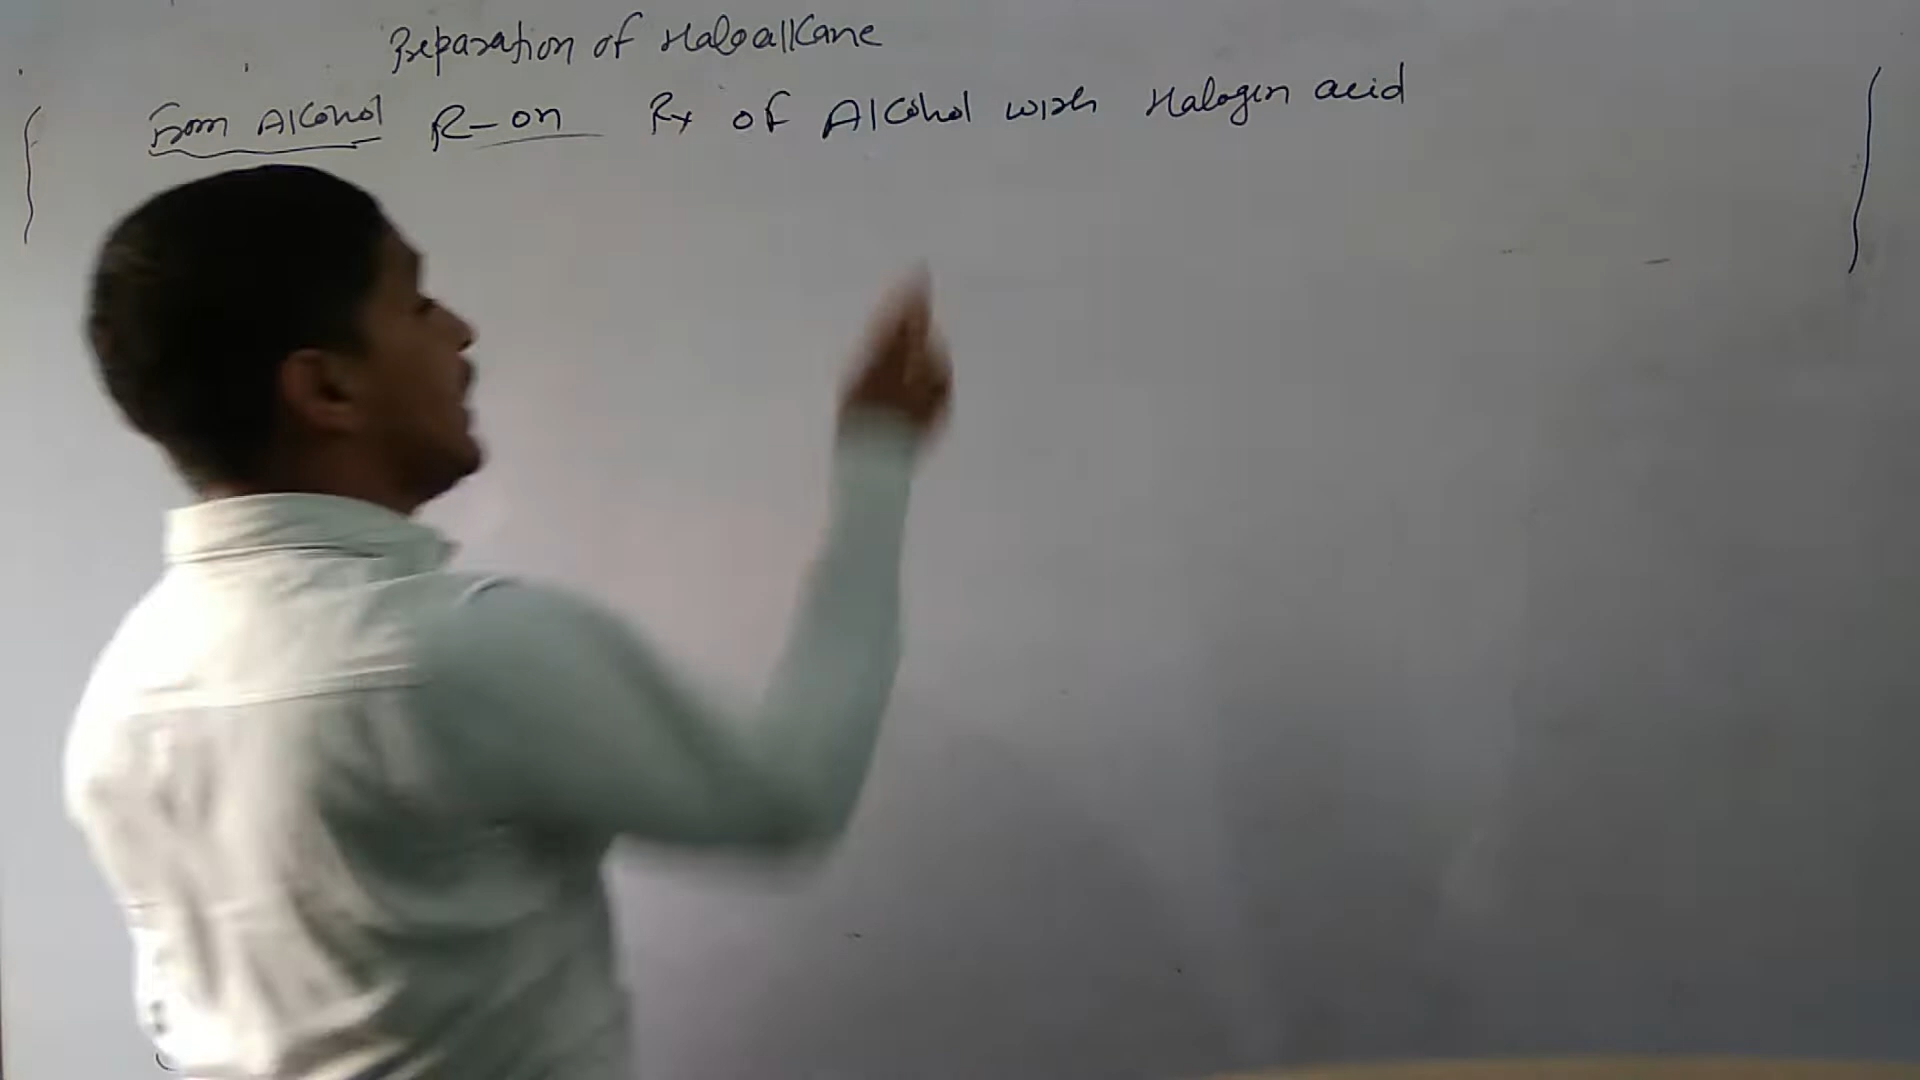 Preparation of Haloalkane
From Alcohol R-OH Rx of Alcohol with Halogen acid